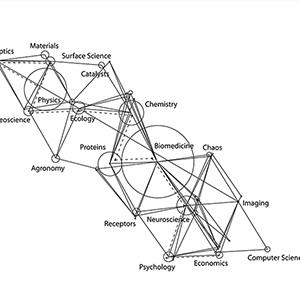 Materials
ptics
Surface Science
Catalysts
Physics
Chemistry
eoscience
Ecology
Proteins
Biomedicine
Chaos
Agronomy
Imaging
Receptors
Neuroscience
Psychology
Economics
Computer Scien